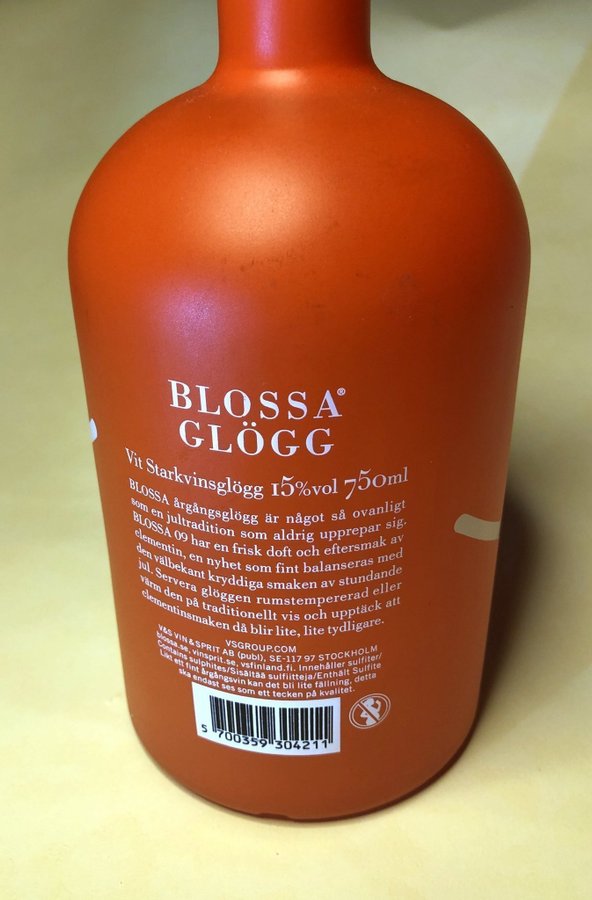 BLOSSA®
GLÖGG
Vit Starkvinsglögg 15%vol 750ml
BLOSSA årgångsglögg är något så ovanligt
som en jultradition som aldrig upprepar sig.
BLOSSA 09 har en frisk doft och eftersmak av
clementin, en nyhet som fint balanseras med
den välbekant kryddiga smaken av stundande
jul. Servera glöggen rumstempererad eller
värm den på traditionellt vis och upptäck att
clementinsmaken då blir lite, lite tydligare.
VSGROUP.COM
V&S VIN & SPRIT AB (publ), SE-117 97 STOCKHOLM
blossa.se, vinsprit.se, vsfinland.fi. Innehåller sulfiter/
Contains sulphites/Sisältää sulfiitteja/Enthält Sulfite
Likt ett fint årgångsvin kan det bli lite fällning, detta
ska endast ses som ett tecken på kvalitet.
5 700359 304211